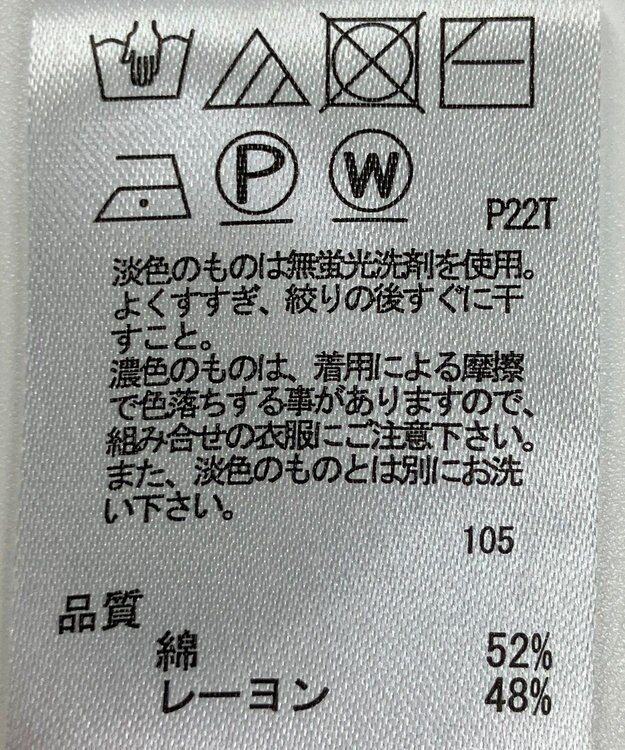 P W
P22T
淡色のものは無蛍光洗剤を使用。
よくすすぎ、絞りの後すぐに干
すこと。
濃色のものは、着用による摩擦
で色落ちする事がありますので、
組み合せの衣服にご注意下さい。
また、淡色のものとは別にお洗
い下さい。
105
品質
綿 52%
レーヨン 48%